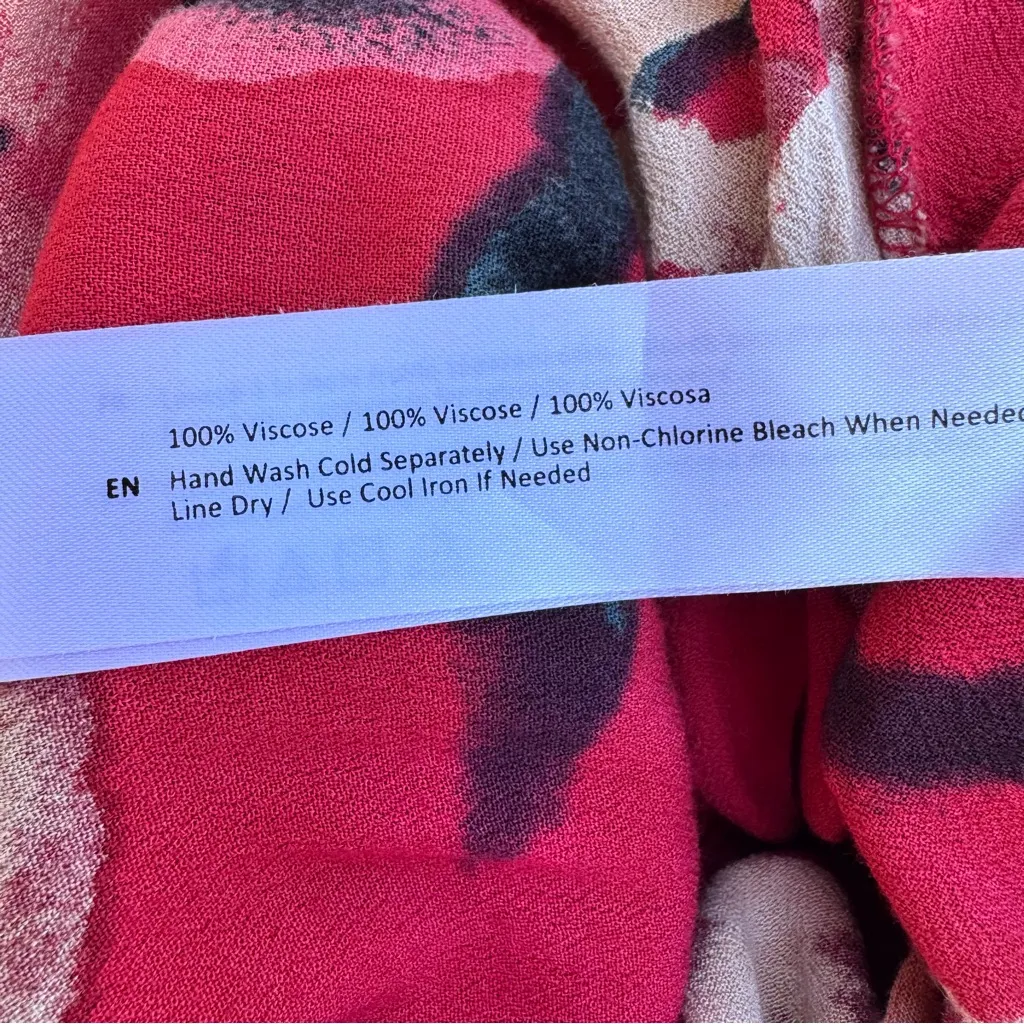 100% Viscose / 100% Viscose / 100% Viscosa
EN Hand Wash Cold Separately / Use Non-Chlorine Bleach When Needed
Line Dry / Use Cool Iron If Needed